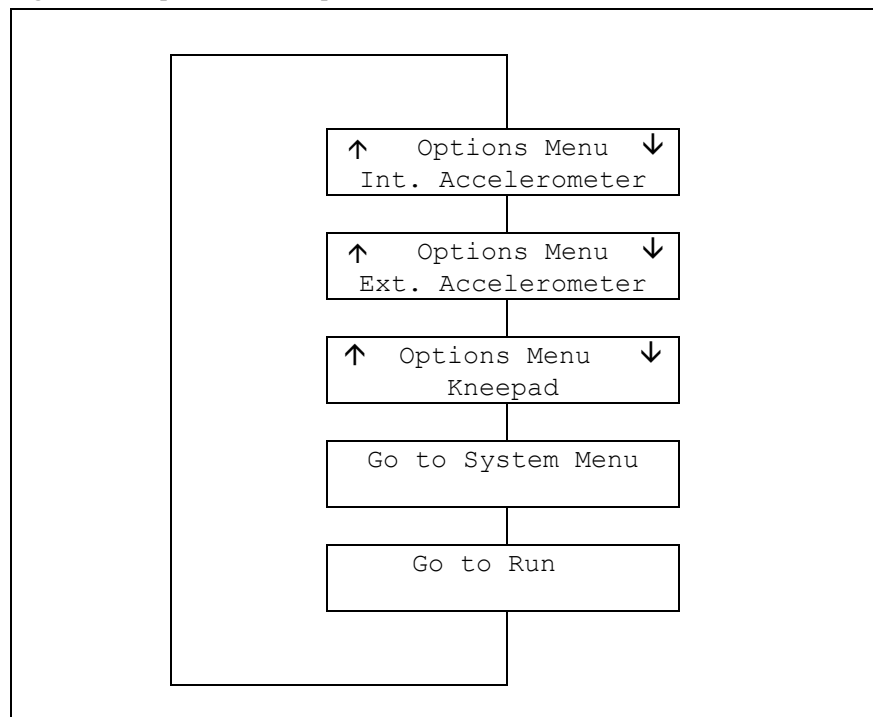 ↑ Options Menu ↓
Int. Accelerometer
↑ Options Menu ↓
Ext. Accelerometer
↑ Options Menu ↓
Kneepad
Go to System Menu
Go to Run